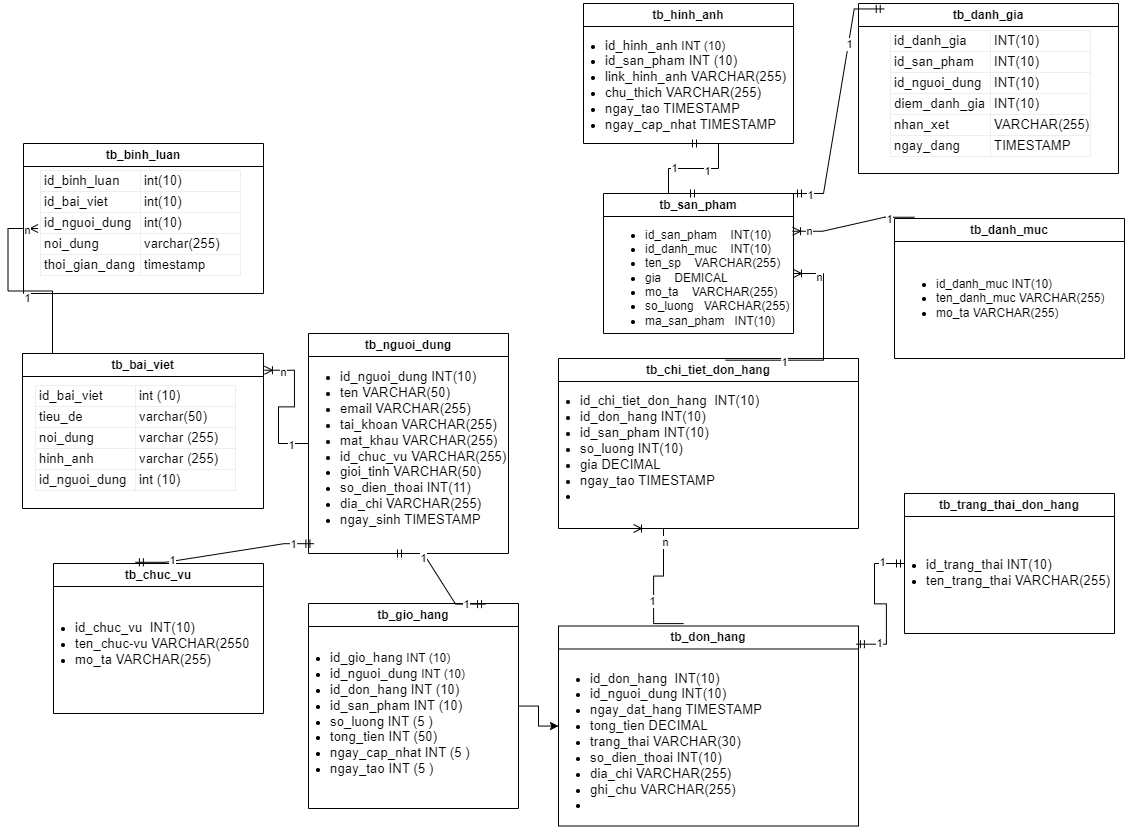 tb_hinh_anh
id_hinh_anh INT (10)
id_san_pham INT (10)
link_hinh_anh VARCHAR(255)
chu_thich VARCHAR(255)
ngay_tao TIMESTAMP
ngay_cap_nhat TIMESTAMP
tb_danh_gia
id_danh_gia INT(10)
id_san_pham INT(10)
id_nguoi_dung INT(10)
diem_danh_gia INT(10)
nhan_xet VARCHAR(255)
ngay_dang TIMESTAMP
1
1
1
1
tb_binh_luan
id_binh_luan int(10)
id_bai_viet int(10)
id_nguoi_dung int(10)
noi_dung varchar(255)
thoi_gian_dang timestamp
n
1
tb_san_pham
id_san_pham INT(10)
id_danh_muc INT(10)
ten_sp VARCHAR(255)
gia DEMICAL
mo_ta VARCHAR(255)
so_luong VARCHAR(255)
ma_san_pham INT(10)
n
1
n
1
tb_danh_muc
id_danh_muc INT(10)
ten_danh_muc VARCHAR(255)
mo_ta VARCHAR(255)
tb_bai_viet
id_bai_viet int (10)
tieu_de varchar(50)
noi_dung varchar (255)
hinh_anh varchar (255)
id_nguoi_dung int (10)
n
1
tb_nguoi_dung
id_nguoi_dung INT(10)
ten VARCHAR(50)
email VARCHAR(255)
tai_khoan VARCHAR(255)
mat_khau VARCHAR(255)
id_chuc_vu VARCHAR(255)
gioi_tinh VARCHAR(50)
so_dien_thoai INT(11)
dia_chi VARCHAR(255)
ngay_sinh TIMESTAMP
tb_chi_tiet_don_hang
id_chi_tiet_don_hang INT(10)
id_don_hang INT(10)
id_san_pham INT(10)
so_luong INT(10)
gia DECIMAL
ngay_tao TIMESTAMP
n
1
tb_trang_thai_don_hang
id_trang_thai INT(10)
ten_trang_thai VARCHAR(255)
1
1
1
1
1
1
tb_chuc_vu
id_chuc_vu INT(10)
ten_chuc-vu VARCHAR(2550
mo_ta VARCHAR(255)
tb_gio_hang
id_gio_hang INT (10)
id_nguoi_dung INT (10)
id_don_hang INT (10)
id_san_pham INT (10)
so_luong INT (5 )
tong_tien INT (50)
ngay_cap_nhat INT (5 )
ngay_tao INT (5 )
tb_don_hang
id_don_hang INT(10)
id_nguoi_dung INT(10)
ngay_dat_hang TIMESTAMP
tong_tien DECIMAL
trang_thai VARCHAR(30)
so_dien_thoai INT(10)
dia_chi VARCHAR(255)
ghi_chu VARCHAR(255)